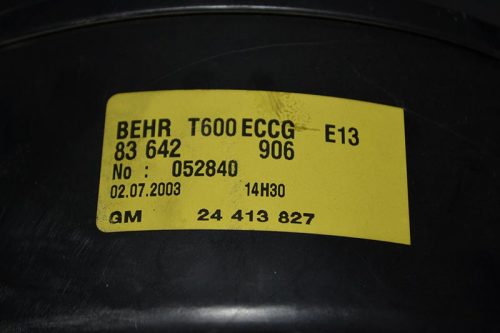 BEHR T600 ECCG E13
83 642 906
No : 052840
02.07.2003 14H30
GM 24 413 827